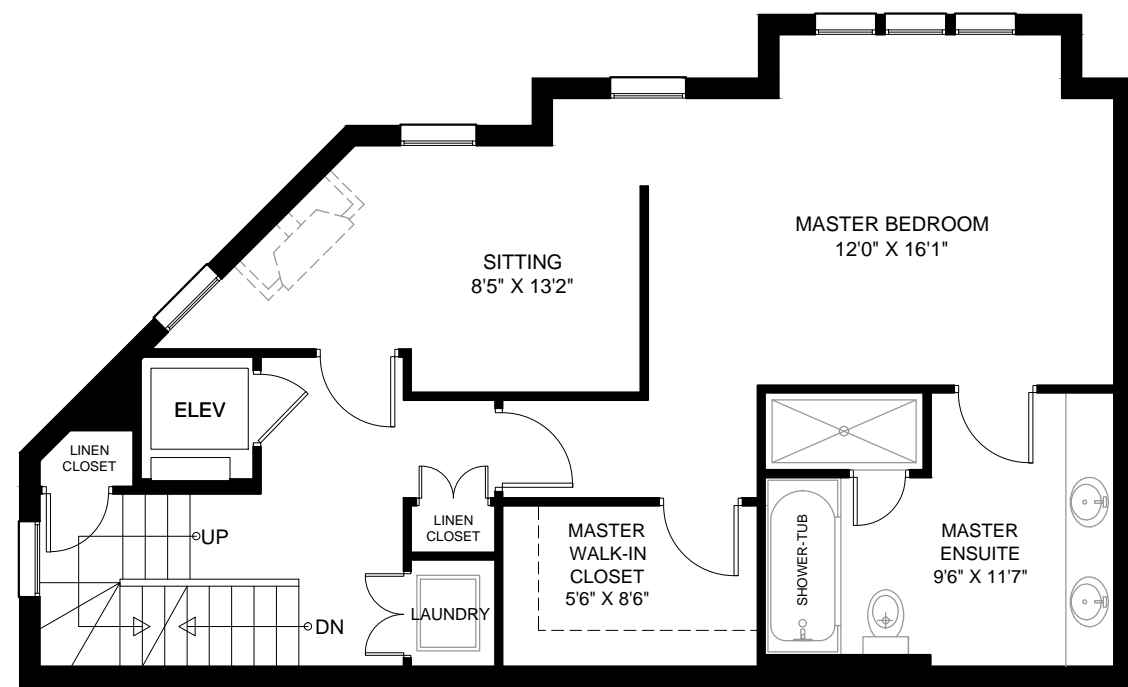 MASTER BEDROOM
12'0" X 16'1"
SITTING
8'5" X 13'2"
ELEV
LINEN
CLOSET
UP
LINEN
CLOSET
MASTER
WALK-IN
CLOSET
5'6" X 8'6"
SHOWER-TUB
MASTER
ENSUITE
9'6" X 11'7"
LAUNDRY
DN